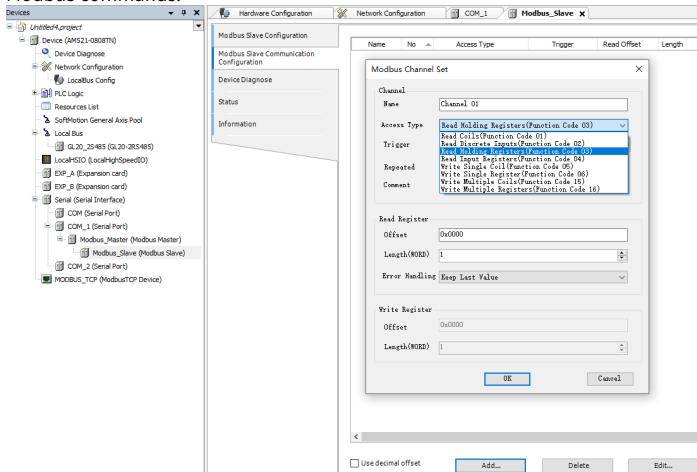 Modbus commands.
Devices
Untitled4.project
Device (AM521-0808TN)
Device Diagnose
Network Configuration
LocalBus Config
PLC Logic
Resources List
SoftMotion General Axis Pool
Local Bus
GL20_2S485 (GL20-2RS485)
LocalHSIO (LocalHighSpeedIO)
EXP_A (Expansion card)
EXP_B (Expansion card)
Serial (Serial Interface)
COM (Serial Port)
COM_1 (Serial Port)
Modbus_Master (Modbus Master)
Modbus_Slave (Modbus Slave)
COM_2 (Serial Port)
MODBUS_TCP (ModbusTCP Device)
Hardware Configuration Network Configuration COM_1 Modbus_Slave
Modbus Slave Configuration
Modbus Slave Communication
Configuration
Device Diagnose
Status
Information
Name No Access Type Trigger Read Offset Length
Modbus Channel Set
Channel
Name Channel 01
Access Type Read Holding Registers(Function Code 03)
Read Coils(Function Code 01)
Trigger Read Discrete Inputs(Function Code 02)
Read Holding Registers(Function Code 03)
Read Input Registers(Function Code 04)
Repeated Write Single Coil(Function Code 05)
Write Single Register(Function Code 06)
Comment Write Multiple Coils(Function Code 15)
Write Multiple Registers(Function Code 16)
Read Register
Offset 0x0000
Length(WORD) 1
Error Handling Keep Last Value
Write Register
Offset 0x0000
Length(WORD) 1
OK Cancel
Use decimal offset Add... Delete Edit...